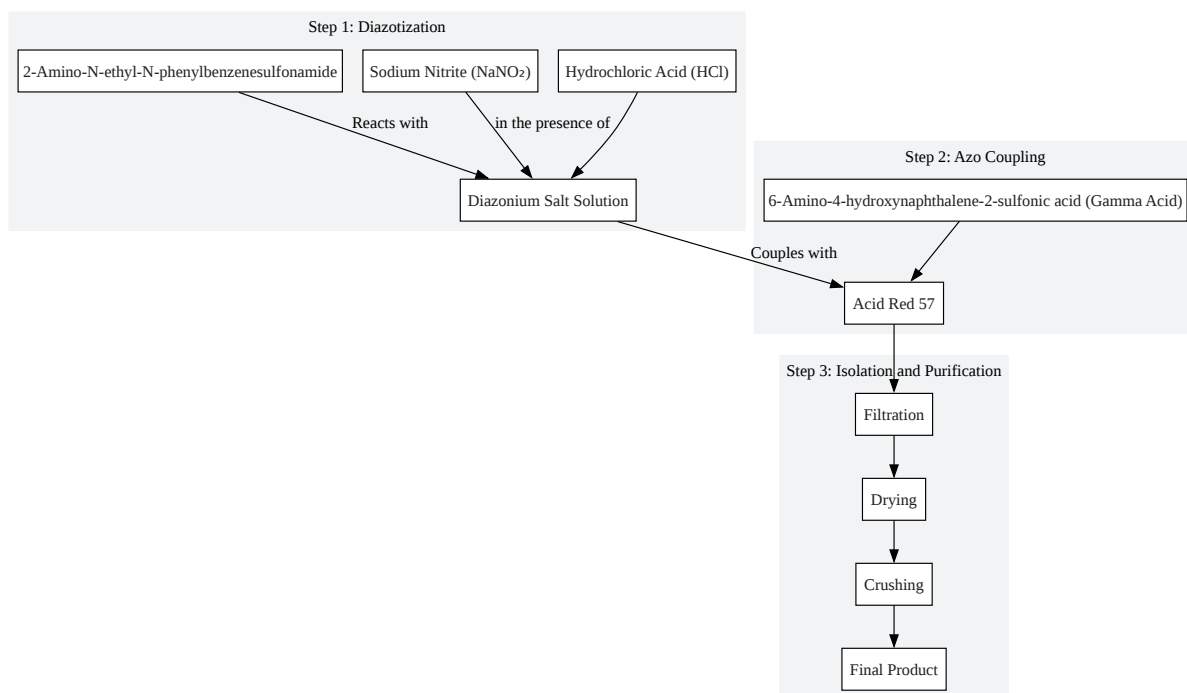 Step 1: Diazotization
2-Amino-N-ethyl-N-phenylbenzenesulfonamide
Sodium Nitrite (NaNO₂)
Hydrochloric Acid (HCl)
Reacts with
in the presence of
Diazonium Salt Solution
Step 2: Azo Coupling
6-Amino-4-hydroxynaphthalene-2-sulfonic acid (Gamma Acid)
Couples with
Acid Red 57
Step 3: Isolation and Purification
Filtration
Drying
Crushing
Final Product